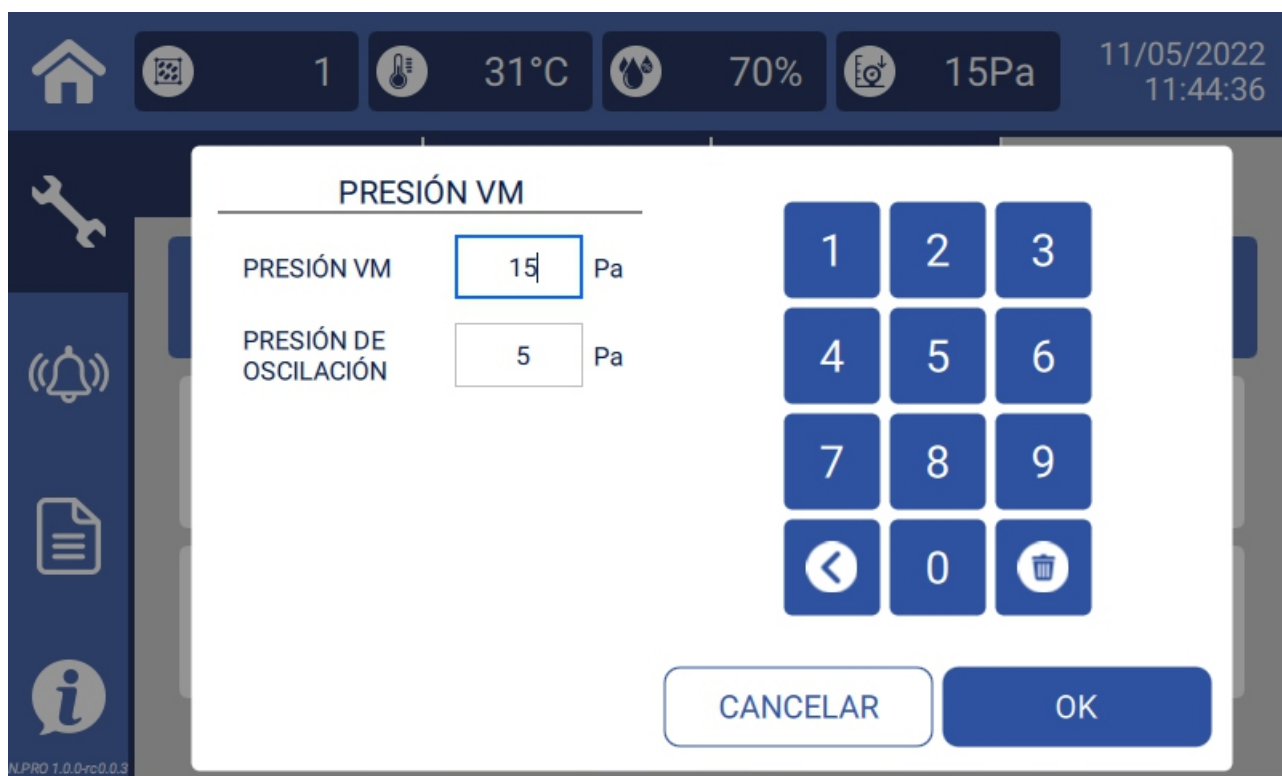 1
31°C
70%
15Pa
11/05/2022
11:44:36
PRESIÓN VM
PRESIÓN VM 15 Pa
PRESIÓN DE
OSCILACIÓN 5 Pa
1 2 3
4 5 6
7 8 9
0
CANCELAR OK
N.PRO 1.0.0-rc0.0.3